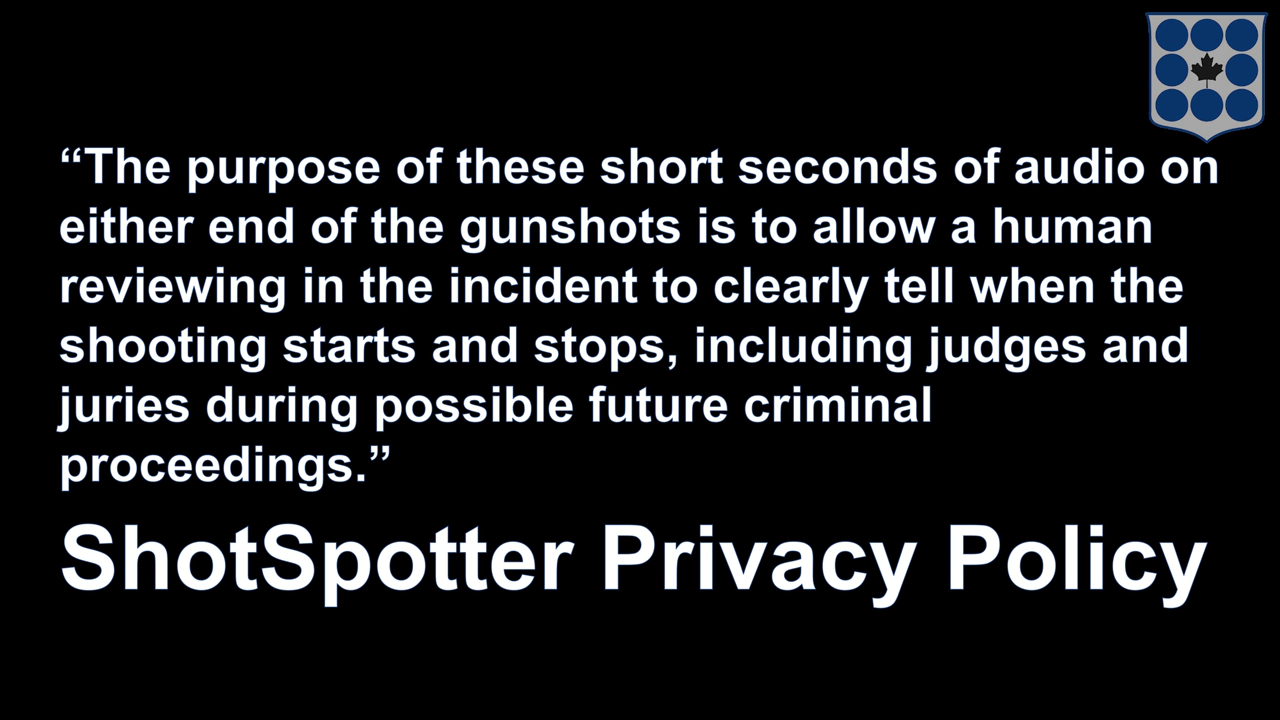 “The purpose of these short seconds of audio on
either end of the gunshots is to allow a human
reviewing in the incident to clearly tell when the
shooting starts and stops, including judges and
juries during possible future criminal
proceedings.”
ShotSpotter Privacy Policy